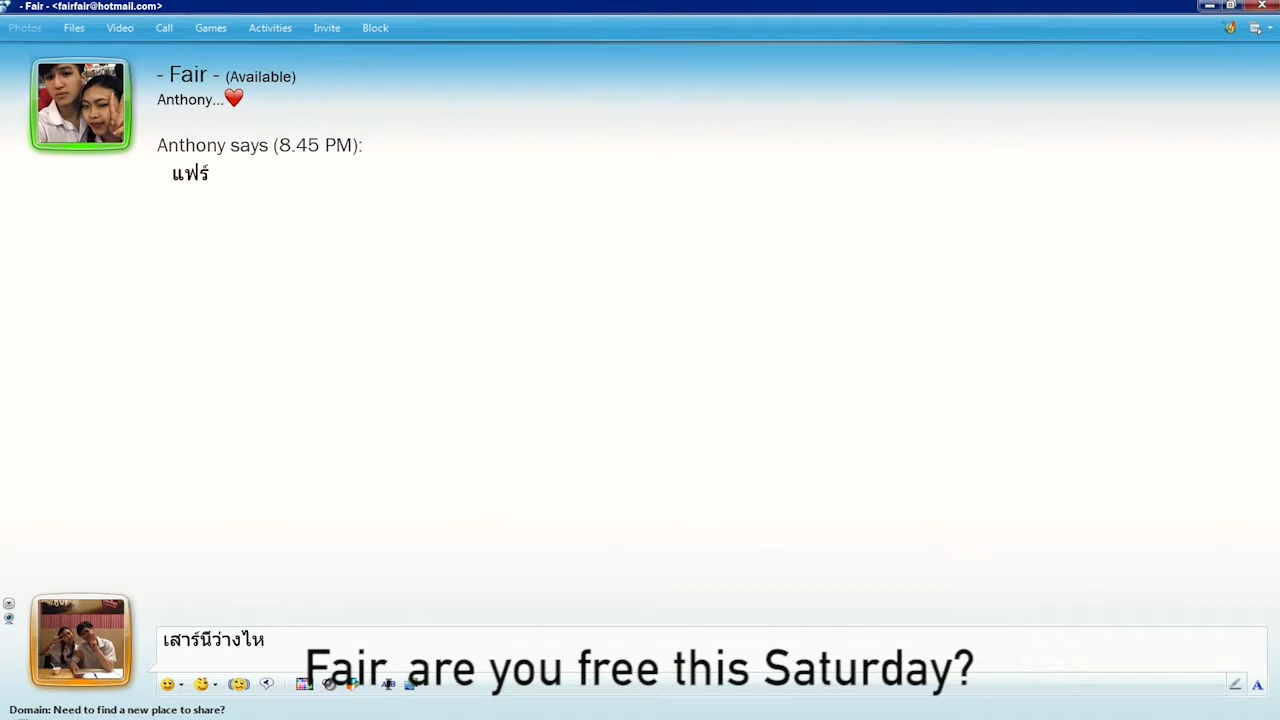 - Fair - <fairfair@hotmail.com>
Photos Files Video Call Games Activities Invite Block
- Fair - (Available)
Anthony...❤
Anthony says (8.45 PM):
แฟร์
เสาร์นี้ว่างไห
Fair, are you free this Saturday?
A
Domain: Need to find a new place to share?